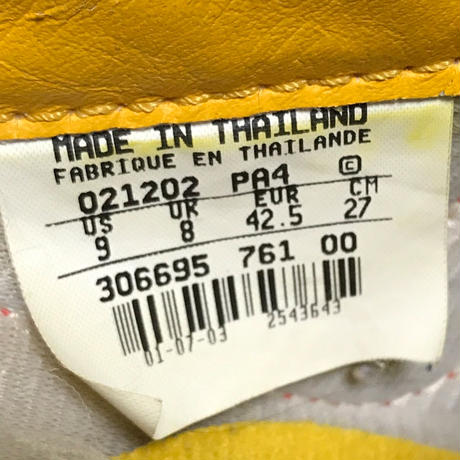 MADE IN THAILAND
FABRIQUE EN THAILANDE
021202 PA4 ©
US UK EUR CM
9 8 42.5 27
306695 761 00
01-07-03 2543643